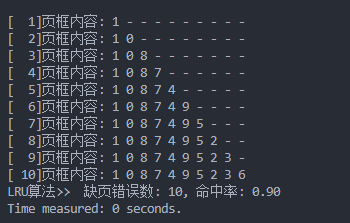 [  1]页框内容: 1 - - - - - - - - -
[  2]页框内容: 1 0 - - - - - - - -
[  3]页框内容: 1 0 8 - - - - - - -
[  4]页框内容: 1 0 8 7 - - - - - -
[  5]页框内容: 1 0 8 7 4 - - - - -
[  6]页框内容: 1 0 8 7 4 9 - - - -
[  7]页框内容: 1 0 8 7 4 9 5 - - -
[  8]页框内容: 1 0 8 7 4 9 5 2 - -
[  9]页框内容: 1 0 8 7 4 9 5 2 3 -
[ 10]页框内容: 1 0 8 7 4 9 5 2 3 6
LRU算法>>  缺页错误数: 10, 命中率: 0.90
Time measured: 0 seconds.